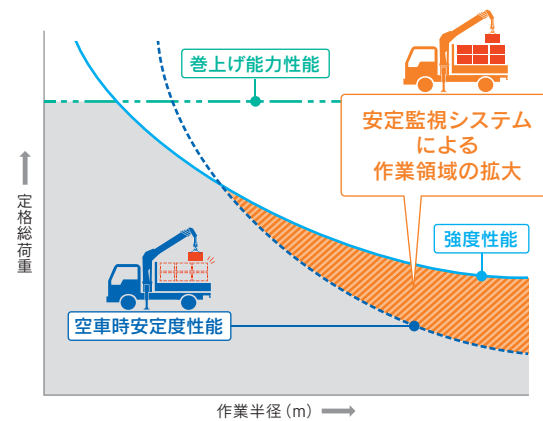 巻上げ能力性能
安定監視システム
による
作業領域の拡大
定格総荷重
強度性能
空車時安定度性能
作業半径(m)